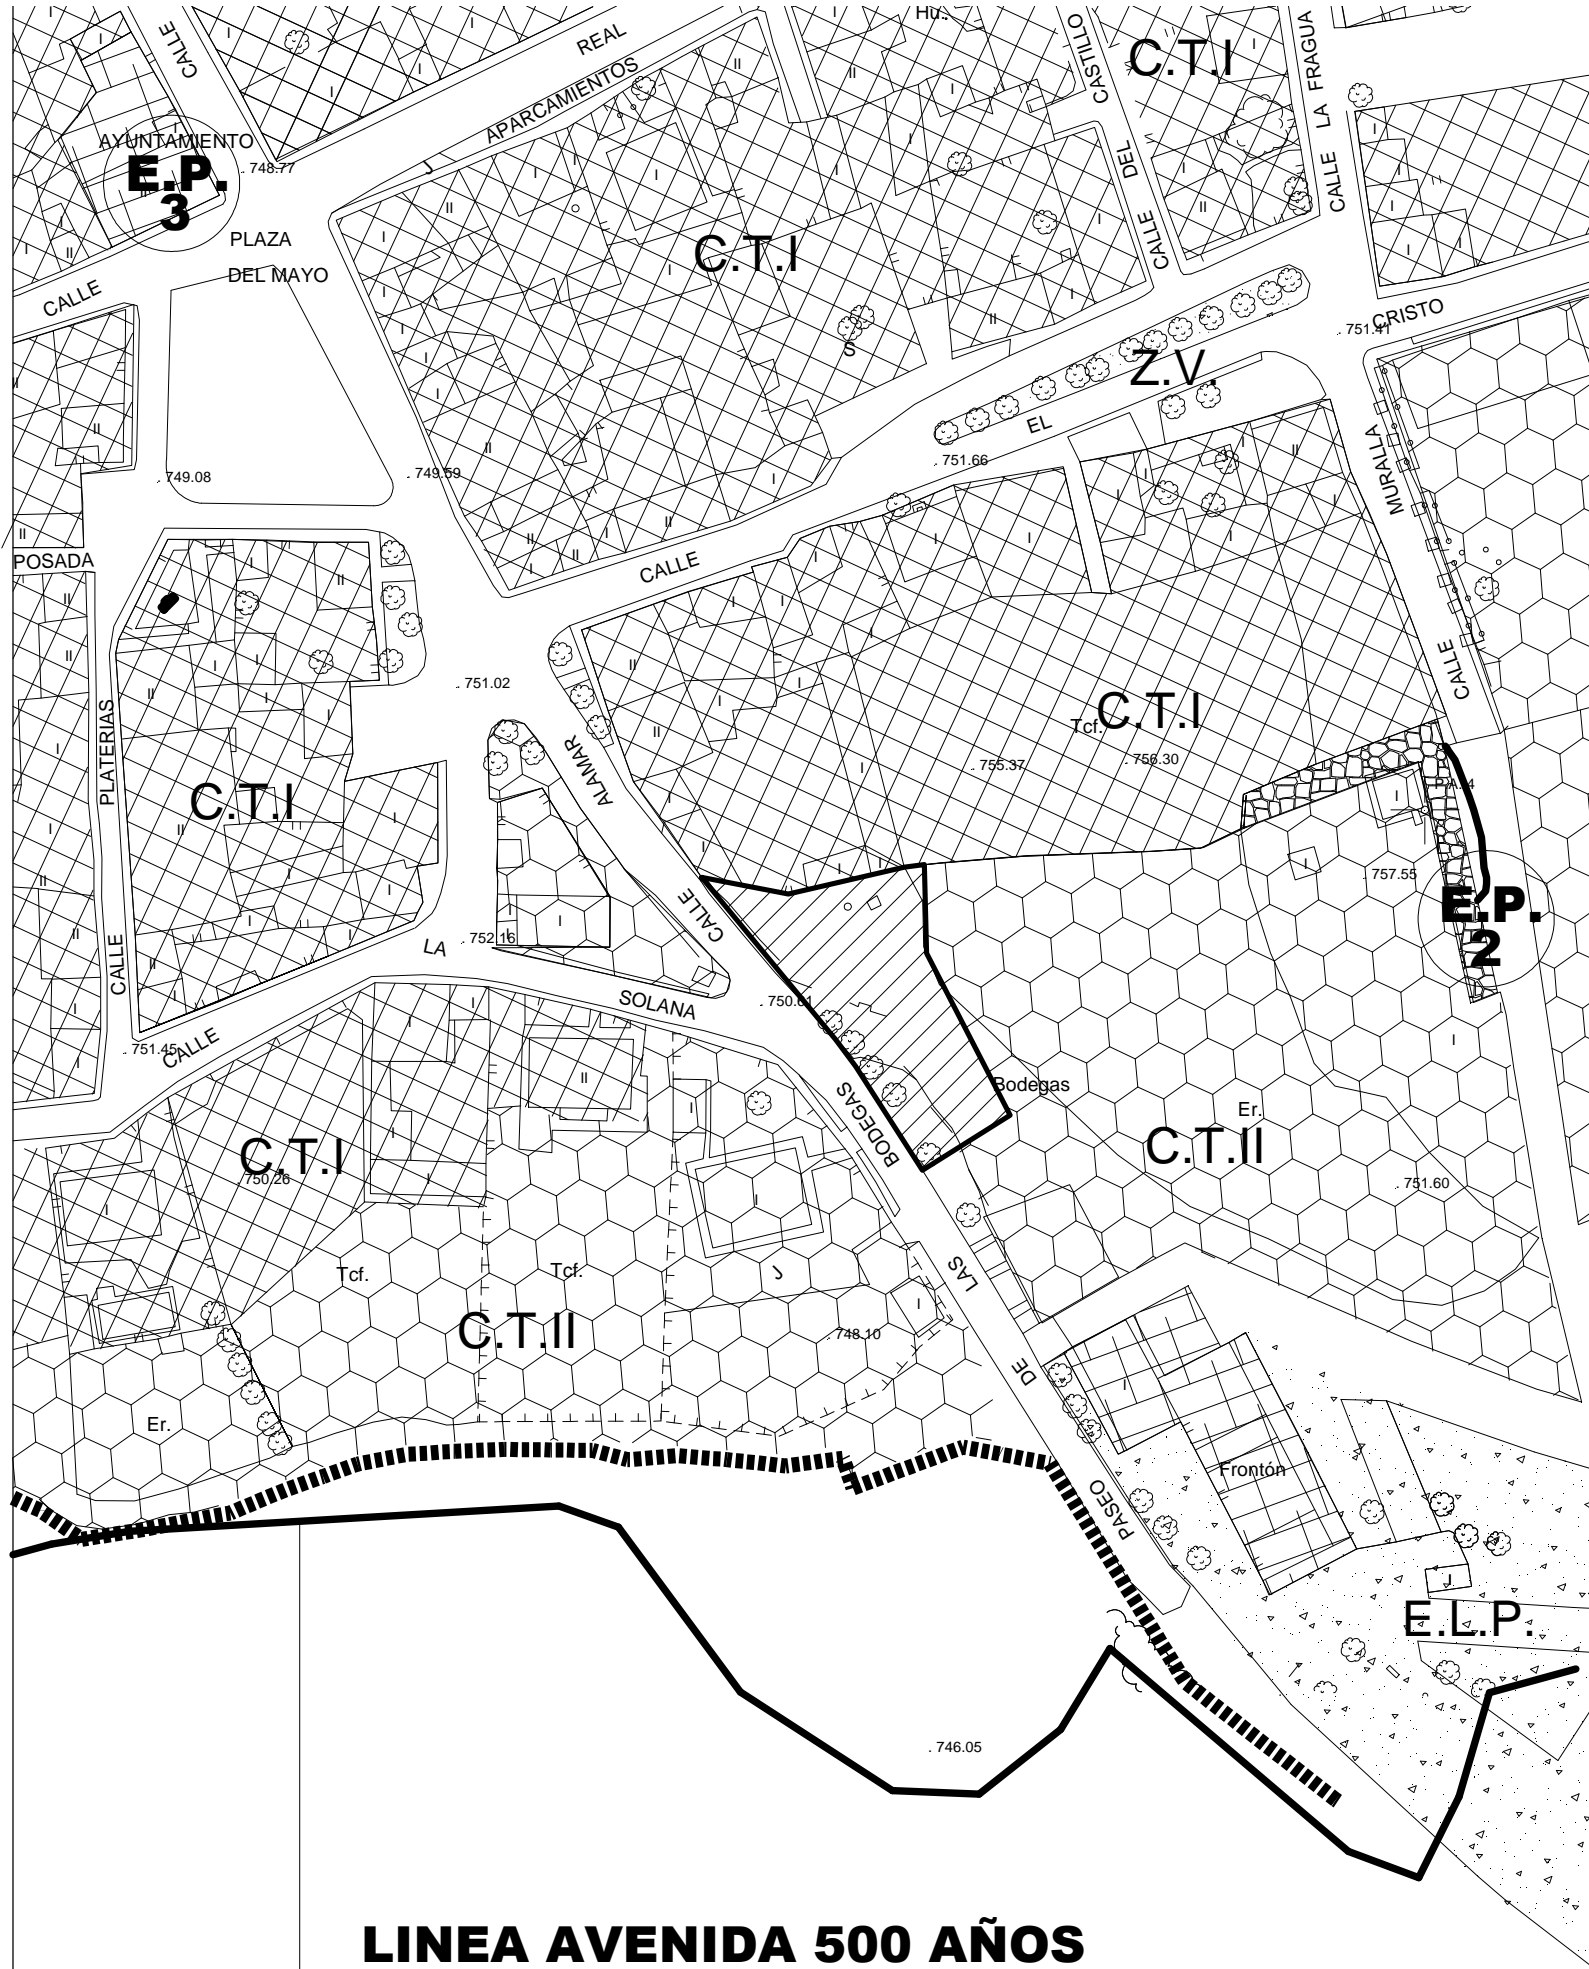 Hu.
CALLE
REAL
APARCAMIENTOS
J
CASTILLO
DEL
CALLE
C.T.I
CALLE LA FRAGUA
AYUNTAMIENTO
E.P.
3
748.77
PLAZA
DEL MAYO
C.T.I
CALLE
CRISTO
751.41
S
Z.V.
EL
749.08
749.59
751.66
MURALLA
CALLE
POSADA
CALLE
751.02
PLATERIAS
CALLE
C.T.I
ALAMAR
CALLE
Tcf.
C.T.I
755.37
756.30
P.A.4
757.55
E.P.
2
LA
752.16
SOLANA
750.61
751.45
CALLE
BODEGAS
Bodegas
Er.
C.T.II
751.60
C.T.I
750.26
Tcf.
Tcf.
J
C.T.II
748.10
LAS
DE
Er.
Frontón
PASEO
E.L.P.
746.05
LINEA AVENIDA 500 AÑOS